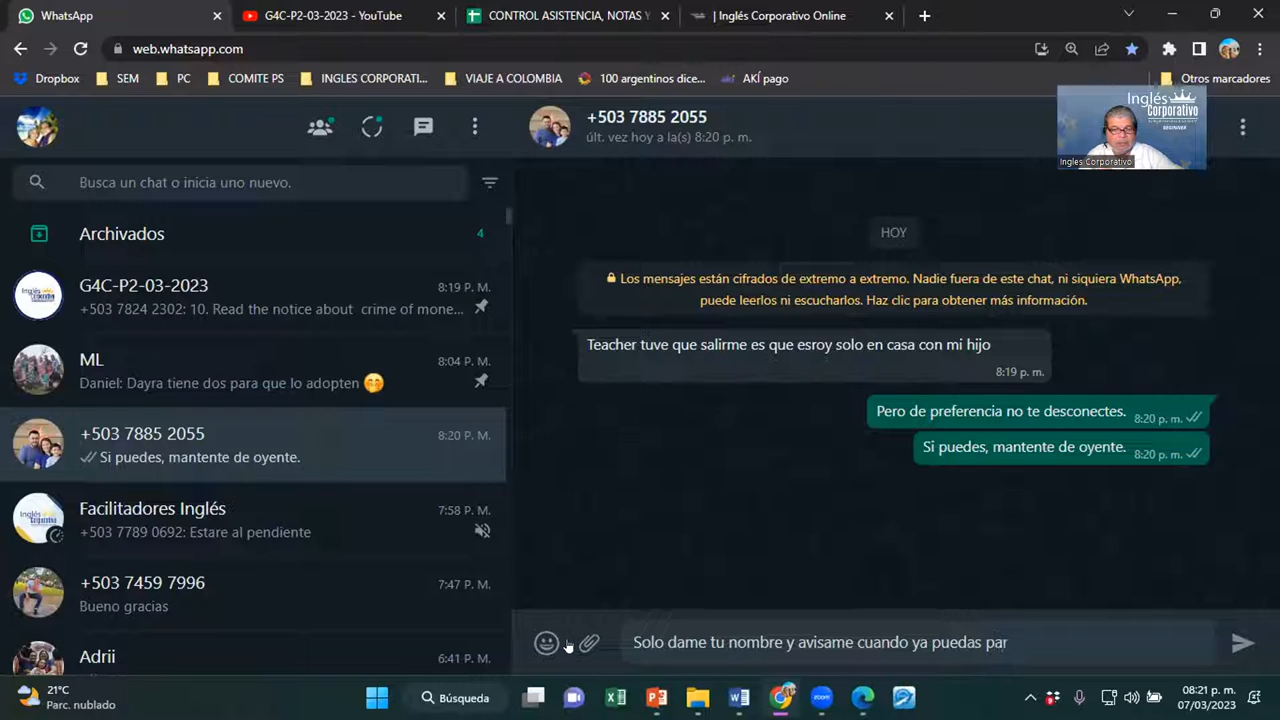 WhatsApp
G4C-P2-03-2023 - YouTube
CONTROL ASISTENCIA, NOTAS Y
| Inglés Corporativo Online
web.whatsapp.com
Dropbox
SEM
PC
COMITE PS
INGLES CORPORATI...
VIAJE A COLOMBIA
100 argentinos dice...
AKÍ pago
Otros marcadores
+503 7885 2055
últ. vez hoy a la(s) 8:20 p. m.
Inglés
Corporativo
BEGINNER
Ingles Corporativo
Busca un chat o inicia uno nuevo.
Archivados
4
G4C-P2-03-2023
8:19 P. M.
+503 7824 2302: 10. Read the notice about crime of mone...
ML
8:04 P. M.
Daniel: Dayra tiene dos para que lo adopten
+503 7885 2055
8:20 P. M.
Si puedes, mantente de oyente.
Facilitadores Inglés
7:58 P. M.
+503 7789 0692: Estare al pendiente
+503 7459 7996
7:47 P. M.
Bueno gracias
Adrii
6:41 P. M.
HOY
Los mensajes están cifrados de extremo a extremo. Nadie fuera de este chat, ni siquiera WhatsApp,
puede leerlos ni escucharlos. Haz clic para obtener más información.
Teacher tuve que salirme es que esroy solo en casa con mi hijo
8:19 p. m.
Pero de preferencia no te desconectes.
8:20 p. m.
Si puedes, mantente de oyente.
8:20 p. m.
Solo dame tu nombre y avisame cuando ya puedas par
21°C
Parc. nublado
Búsqueda
08:21 p. m.
07/03/2023